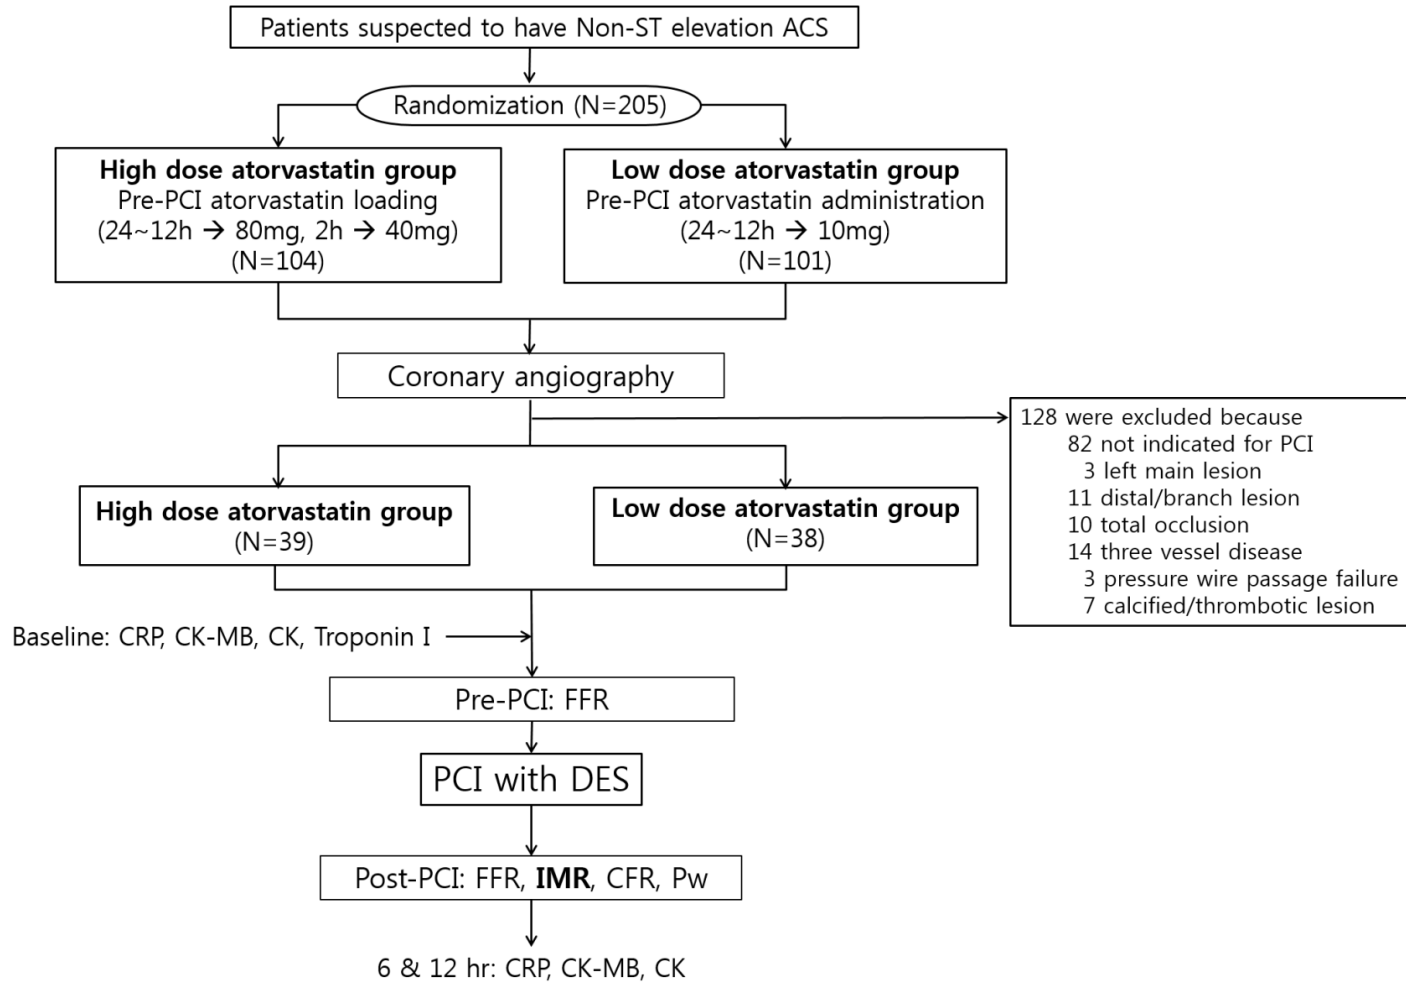 Patients suspected to have Non-ST elevation ACS
Randomization (N=205)
High dose atorvastatin group
Pre-PCI atorvastatin loading
(24~12h → 80mg, 2h → 40mg)
(N=104)
Low dose atorvastatin group
Pre-PCI atorvastatin administration
(24~12h → 10mg)
(N=101)
Coronary angiography
128 were excluded because
82 not indicated for PCI
3 left main lesion
11 distal/branch lesion
10 total occlusion
14 three vessel disease
3 pressure wire passage failure
7 calcified/thrombotic lesion
High dose atorvastatin group
(N=39)
Low dose atorvastatin group
(N=38)
Baseline: CRP, CK-MB, CK, Troponin I
Pre-PCI: FFR
PCI with DES
Post-PCI: FFR, IMR, CFR, Pw
6 & 12 hr: CRP, CK-MB, CK